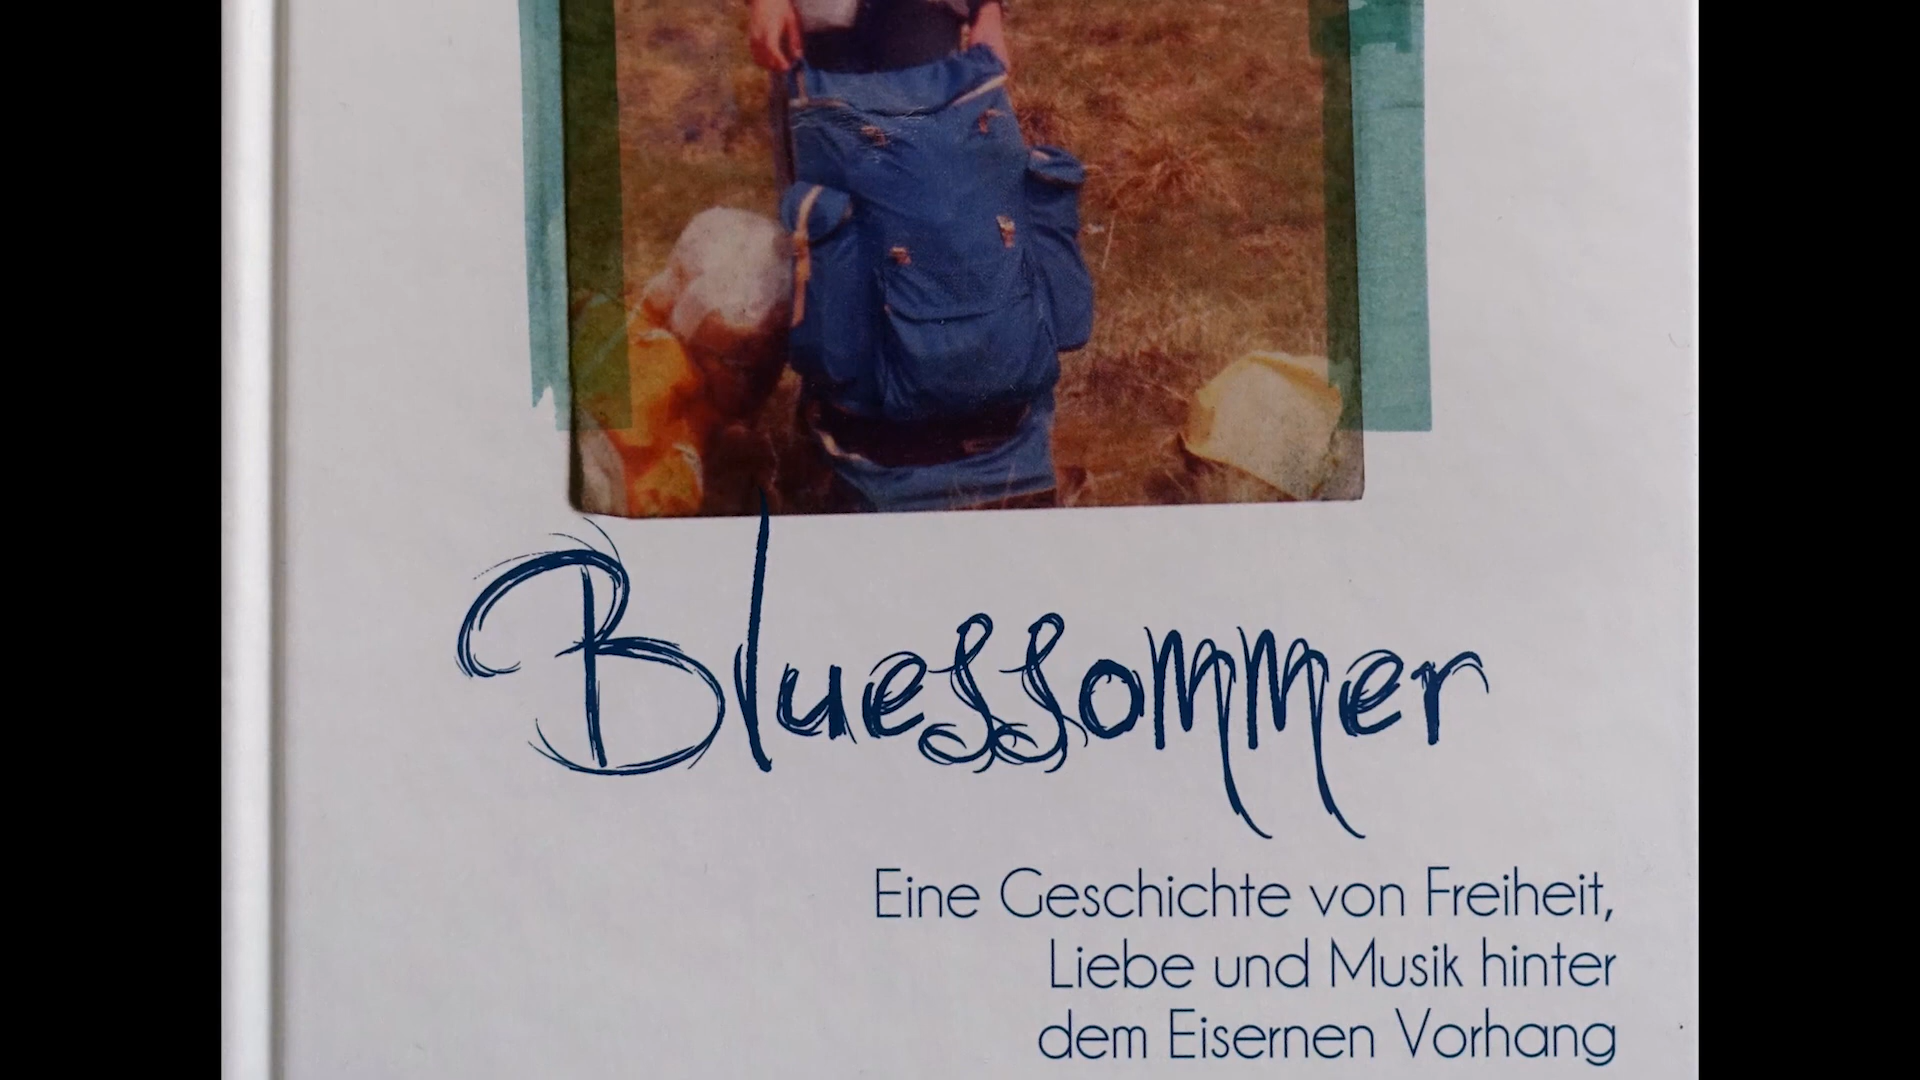 Bluessommer
Eine Geschichte von Freiheit,
Liebe und Musik hinter
dem Eisernen Vorhang